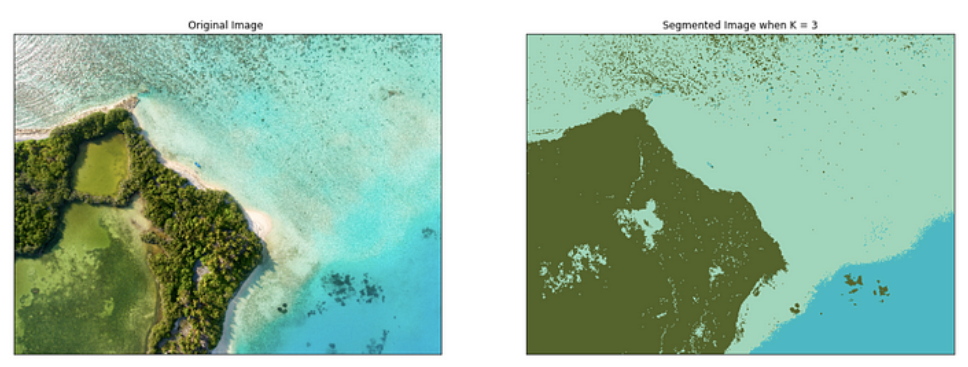 Original Image
Segmented Image when K = 3